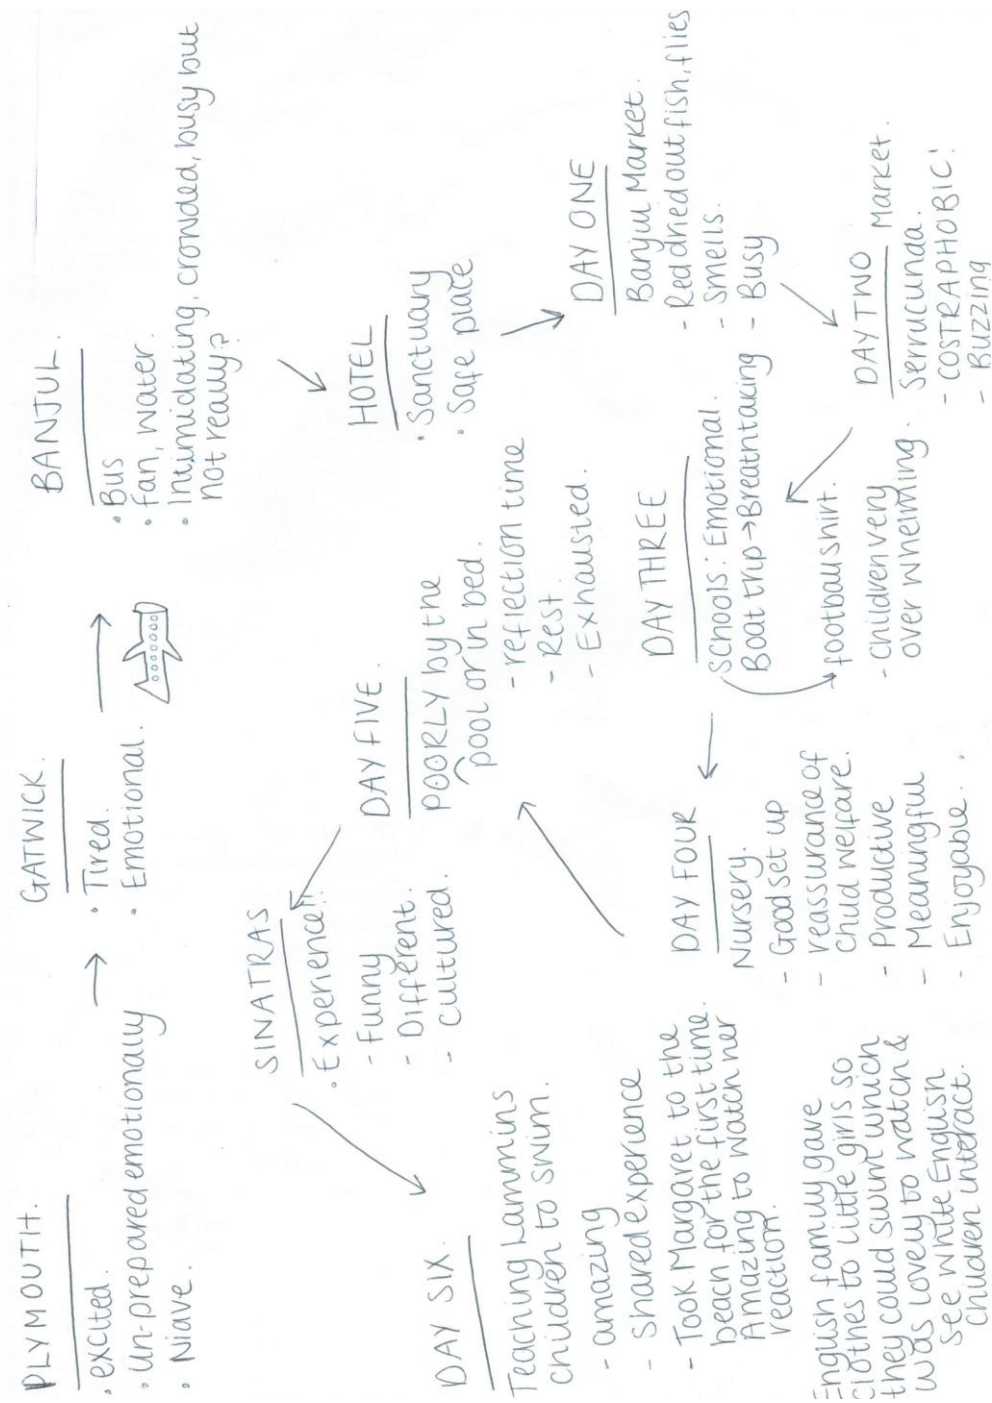 PLYMOUTH.
• excited.
• un-prepared emotionally
• Niave.
GATWICK.
• Tired.
• Emotional.
BANJUL.
• Bus
• fan, water.
• Intimidating, crowded, busy but
not really?
HOTEL
• Sanctuary
• Safe place
DAY ONE
Banjul Market.
- Red dried out fish, flies
- Smells.
- Busy
DAY TWO
Serrucunda. Market.
- COSTRAPHOBIC!
- Buzzing
DAY THREE
Schools: Emotional.
Boat trip → Breathtaking
football shirt.
- children very
over whelming.
DAY FOUR
Nursery.
- Good set up
- reassurance of
child welfare.
- Productive
- Meaningful
- Enjoyable.
DAY FIVE.
POORLY by the
pool or in bed.
- reflection time
- Rest.
- Exhausted.
SINATRAS
• Experience!!
- Funny
- Different.
- cultured.
DAY SIX
Teaching Lammins
children to swim.
- amazing
- shared experience
- Took Margaret to the
beach for the first time.
Amazing to watch her
reaction.
English family gave
clothes to little girls so
they could swim which
was lovely to watch &
see white English
children interact.